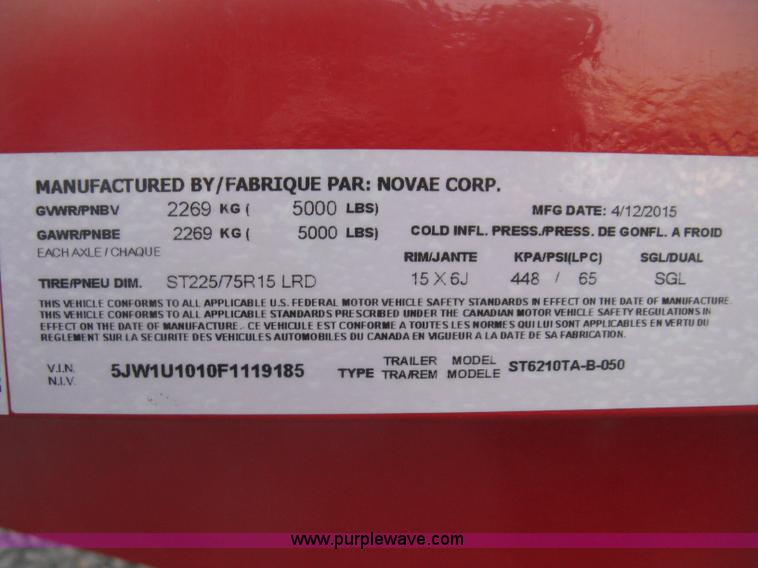 MANUFACTURED BY/FABRIQUE PAR: NOVAE CORP.
GVWR/PNBV 2269 KG ( 5000 LBS) MFG DATE: 4/12/2015
GAWR/PNBE 2269 KG ( 5000 LBS) COLD INFL. PRESS./PRESS. DE GONFL. A FROID
EACH AXLE / CHAQUE RIM/JANTE KPA/PSI(LPC) SGL/DUAL
TIRE/PNEU DIM. ST225/75R15 LRD 15 X 6J 448 / 65 SGL
THIS VEHICLE CONFORMS TO ALL APPLICABLE U.S. FEDERAL MOTOR VEHICLE SAFETY STANDARDS IN EFFECT ON THE DATE OF MANUFACTURE.
THIS VEHICLE CONFORMS TO ALL APPLICABLE STANDARDS PRESCRIBED UNDER THE CANADIAN MOTOR VEHICLE SAFETY REGULATIONS IN
EFFECT ON THE DATE OF MANUFACTURE. CE VEHICULE EST CONFORME A TOUTES LES NORMES QUI LUI SONT APPLICABLES EN VERTU DU
REGLEMENT SUR LA SECURITE DES VEHICULES AUTOMOBILES DU CANADA EN VIGUEUR A LA DATE DE SA FABRICATION.
V.I.N. 5JW1U1010F1119185 TYPE TRAILER MODEL ST6210TA-B-050
N.I.V. TRA/REM MODELE
www.purplewave.com